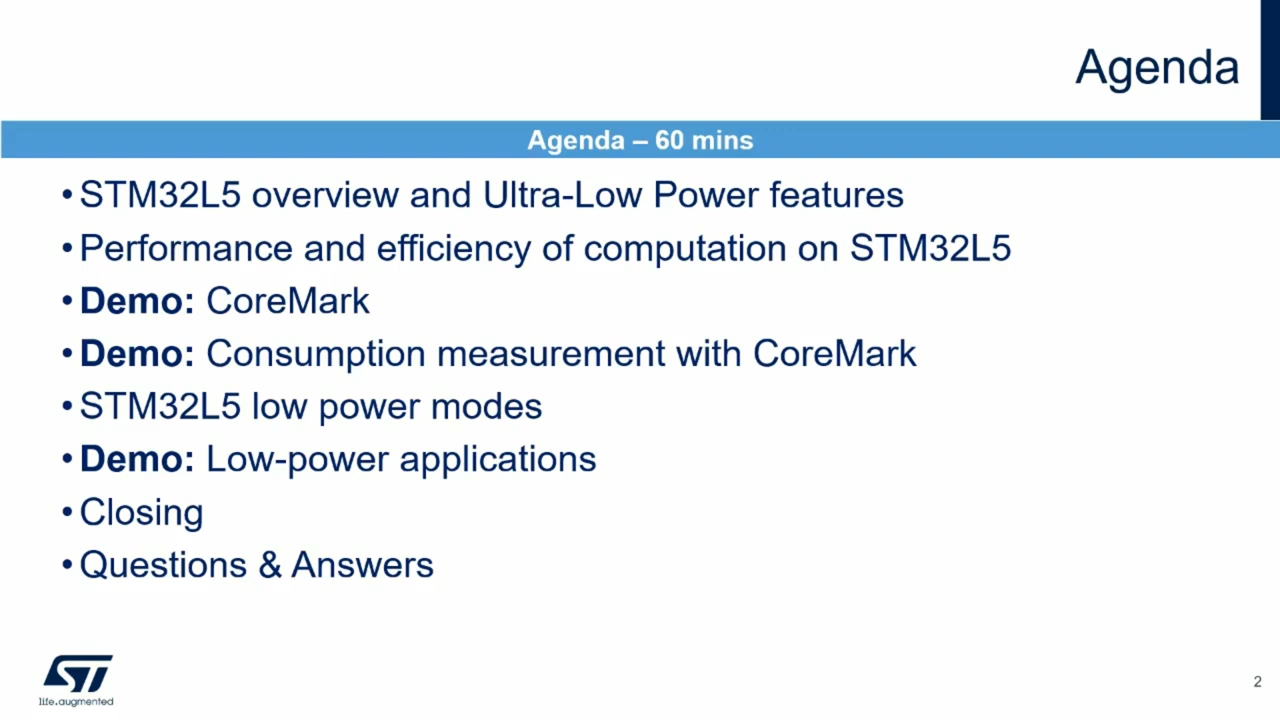 Agenda
Agenda – 60 mins
• STM32L5 overview and Ultra-Low Power features
• Performance and efficiency of computation on STM32L5
• Demo: CoreMark
• Demo: Consumption measurement with CoreMark
• STM32L5 low power modes
• Demo: Low-power applications
• Closing
• Questions & Answers
ST
life.augmented
2